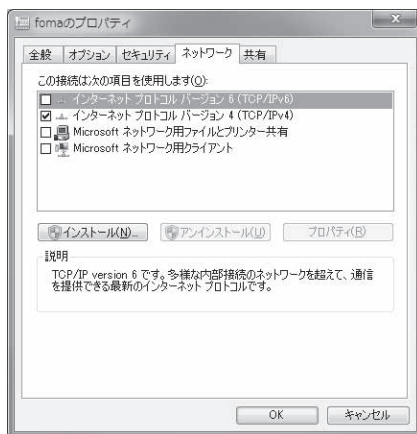 fomaのプロパティ
全般 オプション セキュリティ ネットワーク 共有
この接続は次の項目を使用します(O):
インターネット プロトコル バージョン 6 (TCP/IPv6)
インターネット プロトコル バージョン 4 (TCP/IPv4)
Microsoft ネットワーク用ファイルとプリンター共有
Microsoft ネットワーク用クライアント
インストール(N)... アンインストール(U) プロパティ(R)
説明
TCP/IP version 6 です。多様な内部接続のネットワークを超えて、通信
を提供できる最新のインターネット プロトコルです。
OK キャンセル